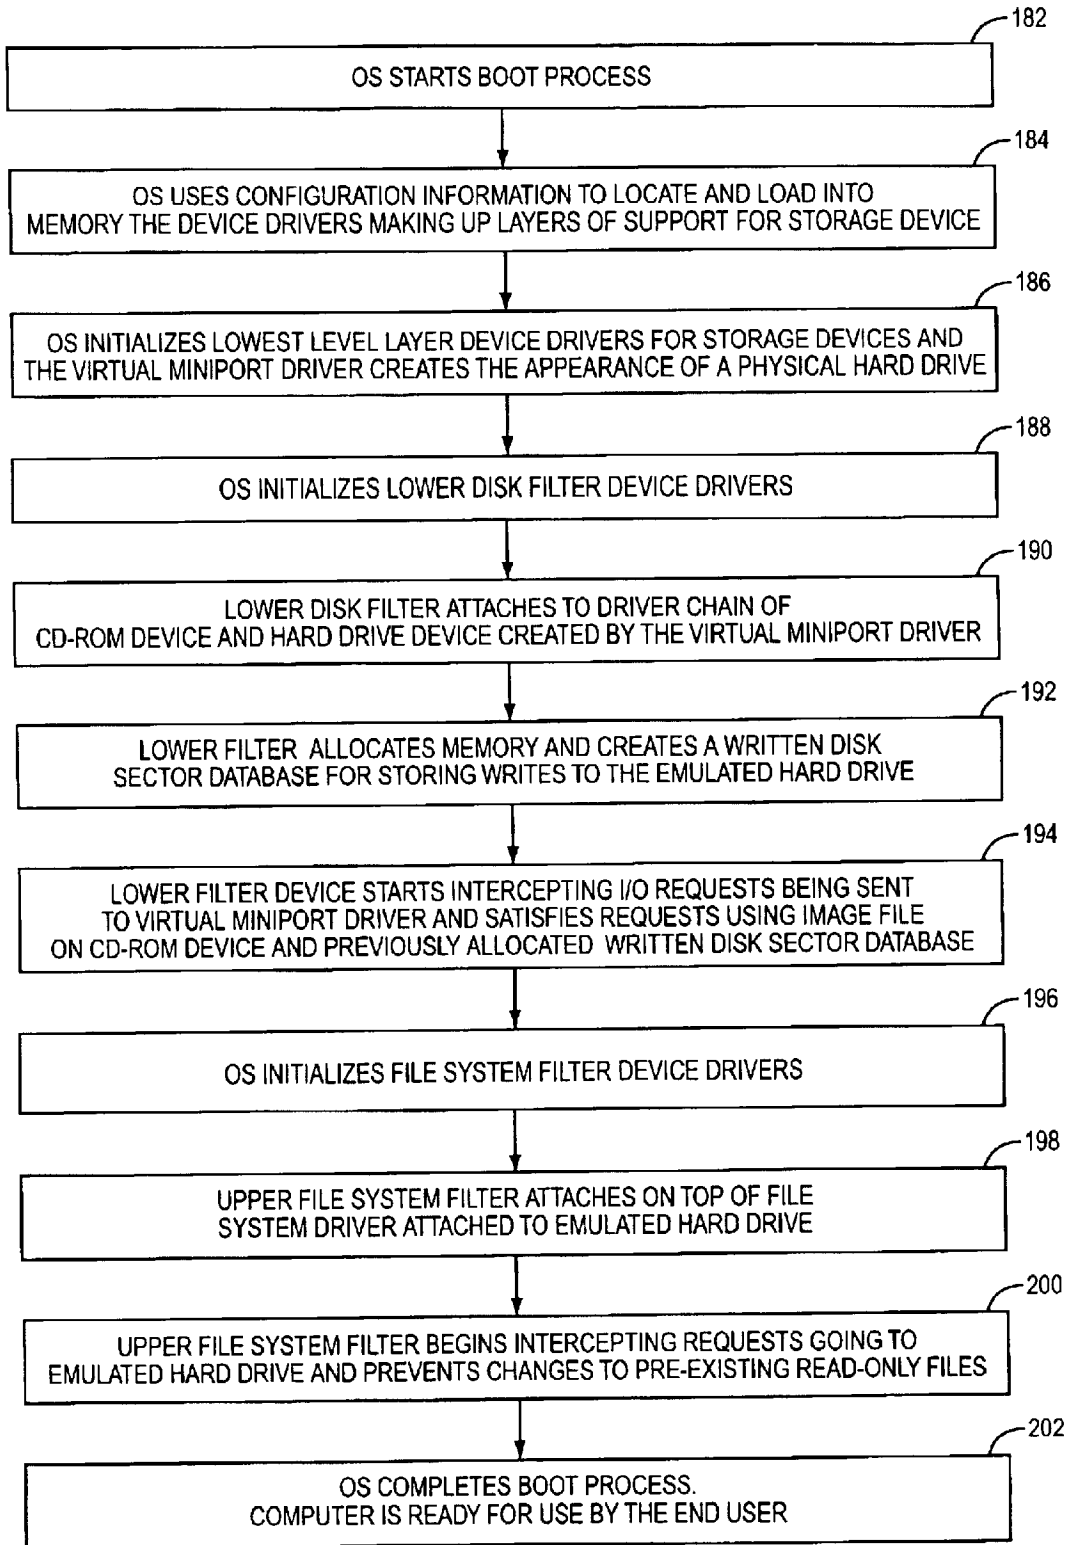 182
OS STARTS BOOT PROCESS
184
OS USES CONFIGURATION INFORMATION TO LOCATE AND LOAD INTO
MEMORY THE DEVICE DRIVERS MAKING UP LAYERS OF SUPPORT FOR STORAGE DEVICE
186
OS INITIALIZES LOWEST LEVEL LAYER DEVICE DRIVERS FOR STORAGE DEVICES AND
THE VIRTUAL MINIPORT DRIVER CREATES THE APPEARANCE OF A PHYSICAL HARD DRIVE
188
OS INITIALIZES LOWER DISK FILTER DEVICE DRIVERS
190
LOWER DISK FILTER ATTACHES TO DRIVER CHAIN OF
CD-ROM DEVICE AND HARD DRIVE DEVICE CREATED BY THE VIRTUAL MINIPORT DRIVER
192
LOWER FILTER ALLOCATES MEMORY AND CREATES A WRITTEN DISK
SECTOR DATABASE FOR STORING WRITES TO THE EMULATED HARD DRIVE
194
LOWER FILTER DEVICE STARTS INTERCEPTING I/O REQUESTS BEING SENT
TO VIRTUAL MINIPORT DRIVER AND SATISFIES REQUESTS USING IMAGE FILE
ON CD-ROM DEVICE AND PREVIOUSLY ALLOCATED WRITTEN DISK SECTOR DATABASE
196
OS INITIALIZES FILE SYSTEM FILTER DEVICE DRIVERS
198
UPPER FILE SYSTEM FILTER ATTACHES ON TOP OF FILE
SYSTEM DRIVER ATTACHED TO EMULATED HARD DRIVE
200
UPPER FILE SYSTEM FILTER BEGINS INTERCEPTING REQUESTS GOING TO
EMULATED HARD DRIVE AND PREVENTS CHANGES TO PRE-EXISTING READ-ONLY FILES
202
OS COMPLETES BOOT PROCESS.
COMPUTER IS READY FOR USE BY THE END USER